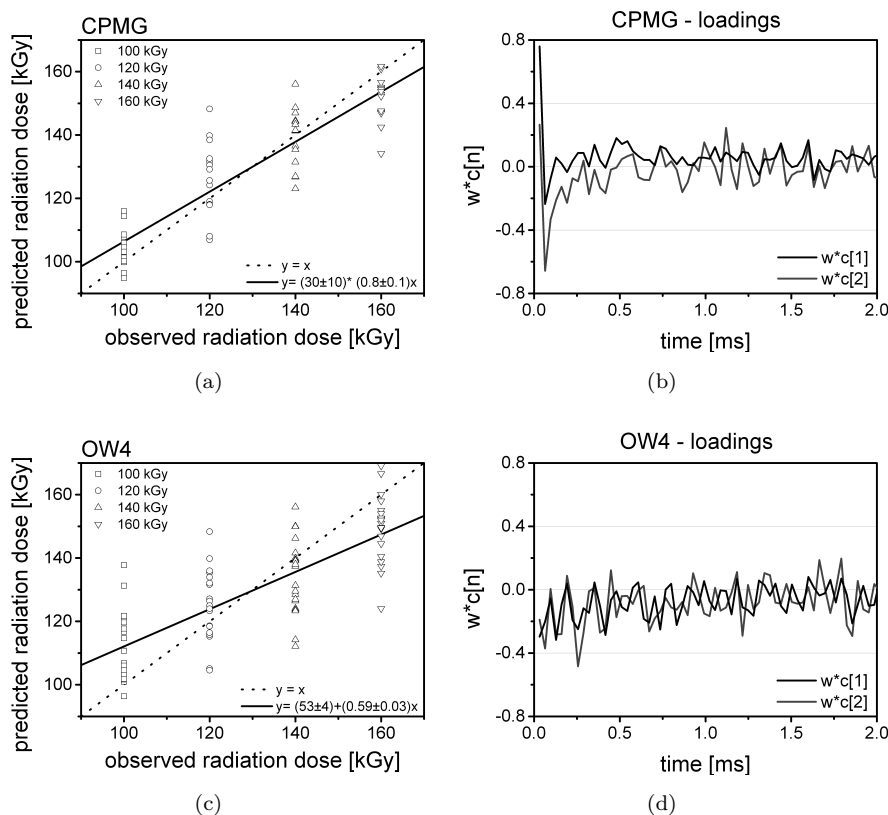 CPMG
100 kGy
120 kGy
140 kGy
160 kGy
160
140
120
100
predicted radiation dose [kGy]
y = x
y= (30±10)* (0.8±0.1)x
100 120 140 160
observed radiation dose [kGy]
(a)
CPMG - loadings
0.8
0.4
0.0
-0.4
-0.8
w*c[n]
w*c[1]
w*c[2]
0.0 0.5 1.0 1.5 2.0
time [ms]
(b)
OW4
100 kGy
120 kGy
140 kGy
160 kGy
160
140
120
100
predicted radiation dose [kGy]
y = x
y= (53±4)+(0.59±0.03)x
100 120 140 160
observed radiation dose [kGy]
(c)
OW4 - loadings
0.8
0.4
0.0
-0.4
-0.8
w*c[n]
w*c[1]
w*c[2]
0.0 0.5 1.0 1.5 2.0
time [ms]
(d)